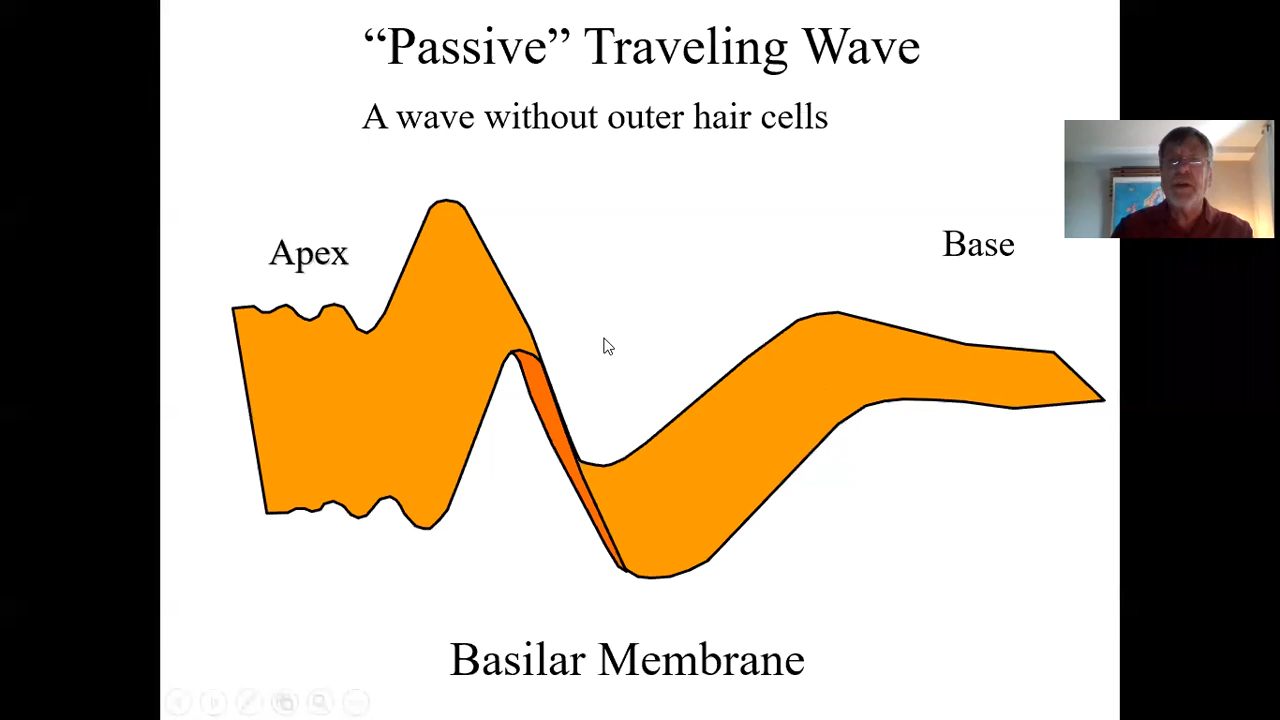 “Passive” Traveling Wave
A wave without outer hair cells
Apex
Base
Basilar Membrane